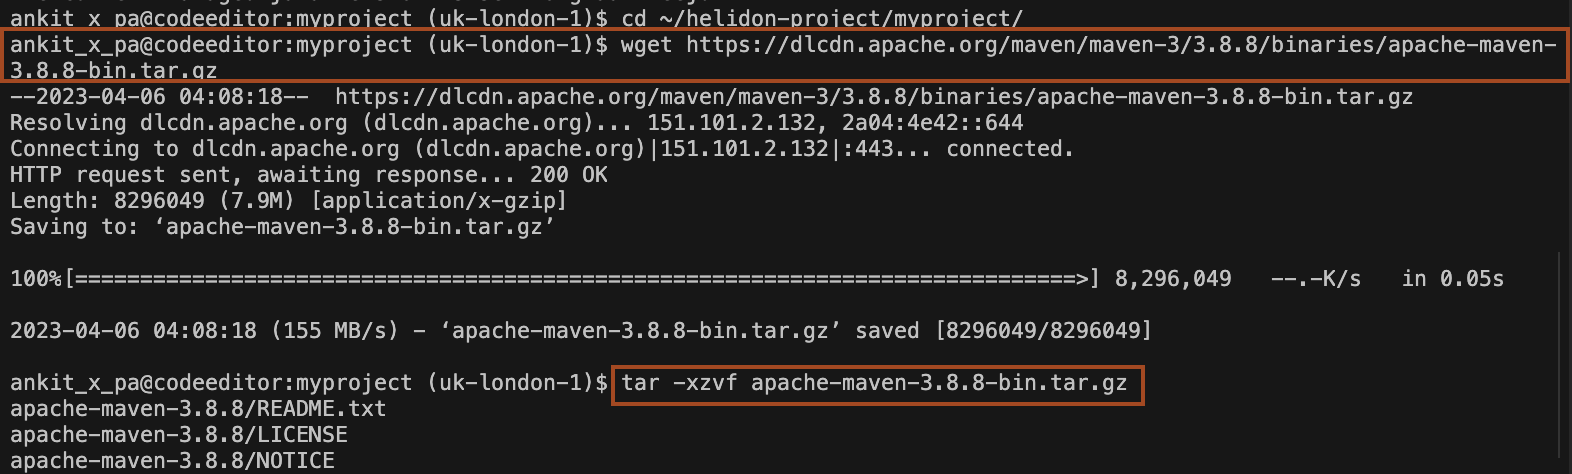 ankit_x_pa@codeeditor:myproject (uk-london-1)$ cd ~/helidon-project/myproject/
ankit_x_pa@codeeditor:myproject (uk-london-1)$ wget https://dlcdn.apache.org/maven/maven-3/3.8.8/binaries/apache-maven-
3.8.8-bin.tar.gz
--2023-04-06 04:08:18--  https://dlcdn.apache.org/maven/maven-3/3.8.8/binaries/apache-maven-3.8.8-bin.tar.gz
Resolving dlcdn.apache.org (dlcdn.apache.org)... 151.101.2.132, 2a04:4e42::644
Connecting to dlcdn.apache.org (dlcdn.apache.org)|151.101.2.132|:443... connected.
HTTP request sent, awaiting response... 200 OK
Length: 8296049 (7.9M) [application/x-gzip]
Saving to: ‘apache-maven-3.8.8-bin.tar.gz’
100%[=============================================================================>] 8,296,049   --.-K/s   in 0.05s
2023-04-06 04:08:18 (155 MB/s) - ‘apache-maven-3.8.8-bin.tar.gz’ saved [8296049/8296049]
ankit_x_pa@codeeditor:myproject (uk-london-1)$ tar -xzvf apache-maven-3.8.8-bin.tar.gz
apache-maven-3.8.8/README.txt
apache-maven-3.8.8/LICENSE
apache-maven-3.8.8/NOTICE